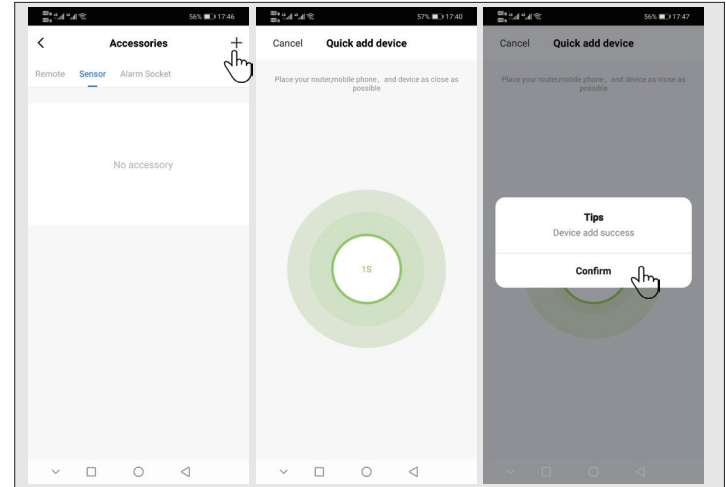 56% 17:46
Accessories
Remote Sensor Alarm Socket
No accessory
57% 17:40
Cancel Quick add device
Place your router,mobile phone, and device as close as
possible
1S
56% 17:47
Cancel Quick add device
Place your router,mobile phone, and device as close as
possible
Tips
Device add success
Confirm